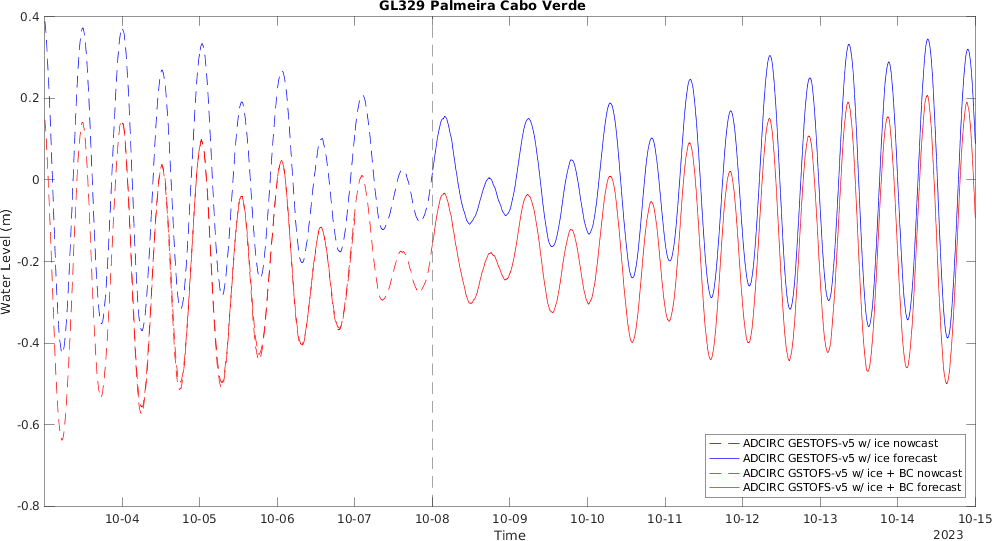 GL329 Palmeira Cabo Verde
0.4
0.2
0
-0.2
-0.4
-0.6
-0.8
Water Level (m)
ADCIRC GESTOFS-v5 w/ ice nowcast
ADCIRC GESTOFS-v5 w/ ice forecast
ADCIRC GSTOFS-v5 w/ ice + BC nowcast
ADCIRC GSTOFS-v5 w/ ice + BC forecast
10-04 10-05 10-06 10-07 10-08 10-09 10-10 10-11 10-12 10-13 10-14 10-15
Time
2023